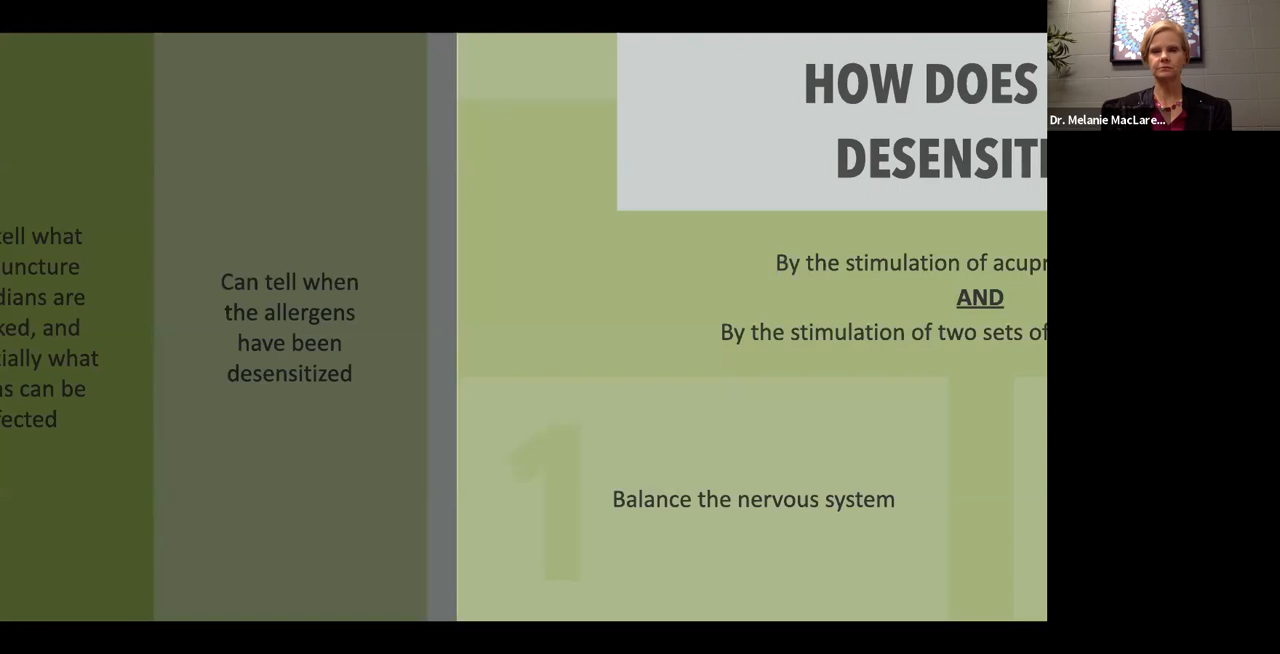 tell what
uncture
dians are
ked, and
ially what
ns can be
fected
Can tell when
the allergens
have been
desensitized
HOW DOES
DESENSITI
By the stimulation of acupr
AND
By the stimulation of two sets of
1
Balance the nervous system
Dr. Melanie MacLare...